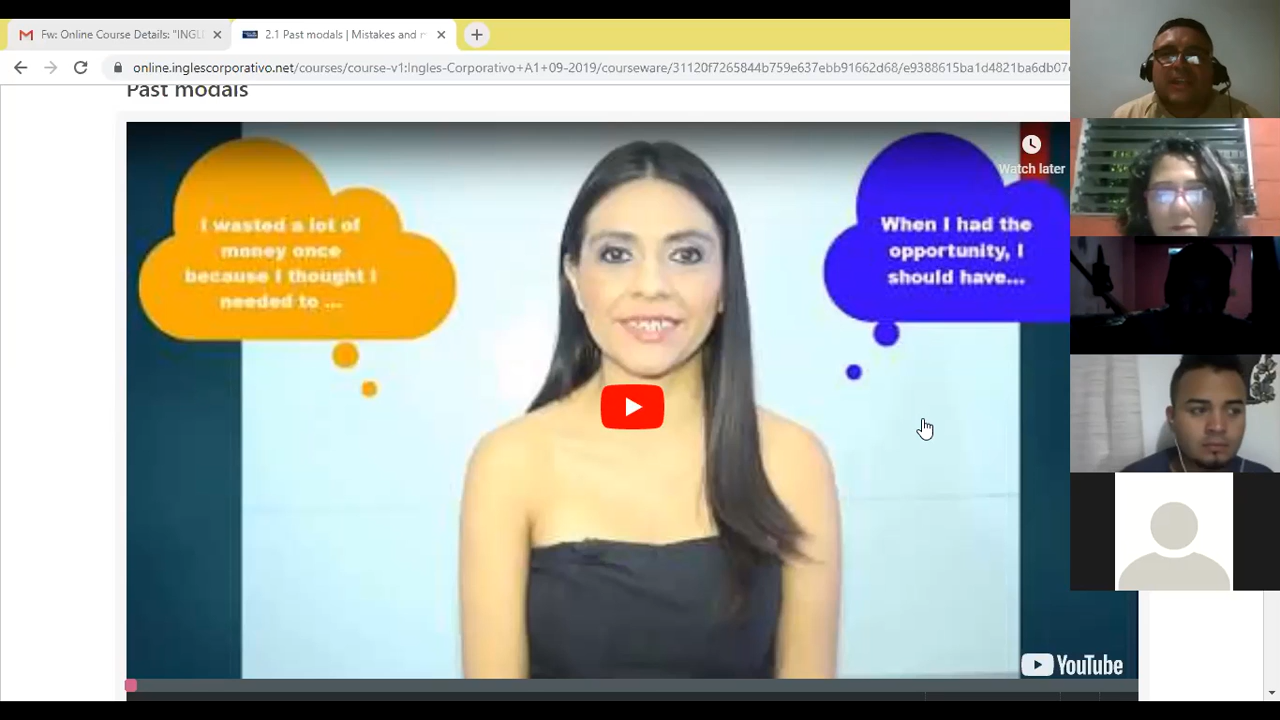 Fw: Online Course Details: "INGL
2.1 Past modals | Mistakes and
online.inglescorporativo.net/courses/course-v1:Ingles-Corporativo+A1+09-2019/courseware/31120f7265844b759e637ebb91662d68/e9388615ba1d4821ba6db07
Past modals
I wasted a lot of
money once
because I thought I
needed to ...
When I had the
opportunity, I
should have...
Watch later
YouTube